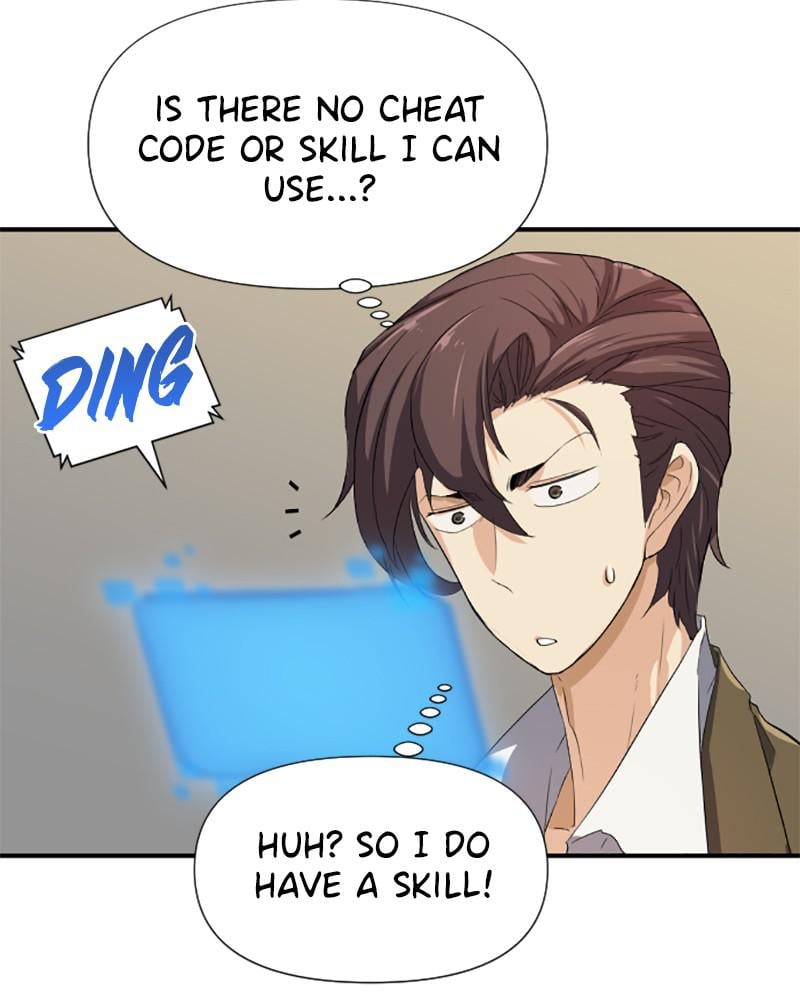 IS THERE NO CHEAT
CODE OR SKILL I CAN
USE...?
DING
HUH? SO I DO
HAVE A SKILL!